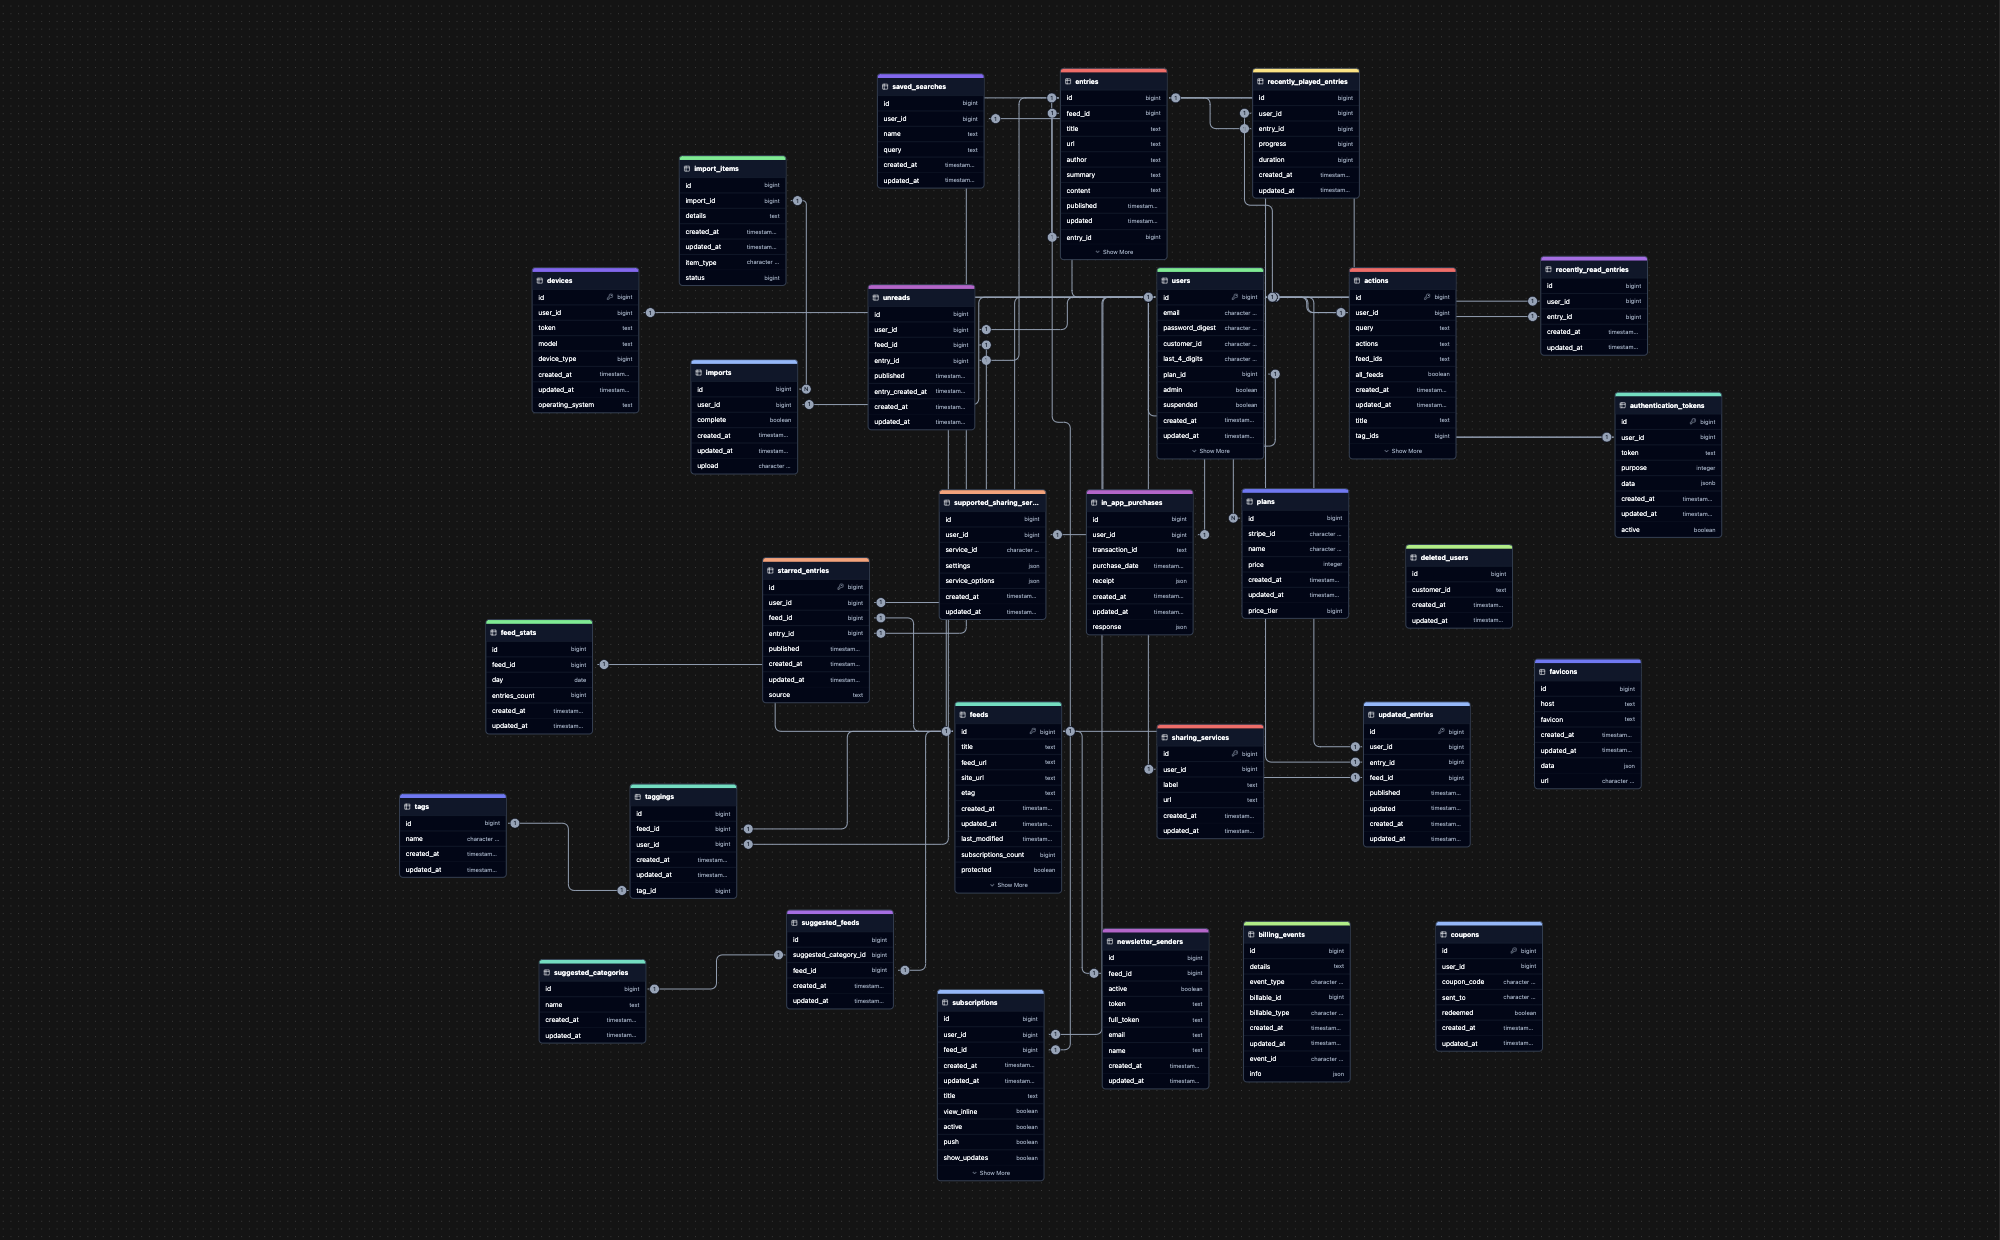 saved_searches
id bigint
user_id bigint
name text
query text
created_at timestam...
updated_at timestam...
entries
id bigint
feed_id bigint
title text
url text
author text
summary text
content text
published timestam...
updated timestam...
entry_id bigint
Show More
recently_played_entries
id bigint
user_id bigint
entry_id bigint
progress bigint
duration bigint
created_at timestam...
updated_at timestam...
import_items
id bigint
import_id bigint
details text
created_at timestam...
updated_at timestam...
item_type character ...
status bigint
devices
id bigint
user_id bigint
token text
model text
device_type bigint
created_at timestam...
updated_at timestam...
operating_system text
unreads
id bigint
user_id bigint
feed_id bigint
entry_id bigint
published timestam...
entry_created_at timestam...
created_at timestam...
updated_at timestam...
users
id bigint
email character ...
password_digest character ...
customer_id character ...
last_4_digits character ...
plan_id bigint
admin boolean
suspended boolean
created_at timestam...
updated_at timestam...
Show More
actions
id bigint
user_id bigint
query text
actions text
feed_ids text
all_feeds boolean
created_at timestam...
updated_at timestam...
title text
tag_ids bigint
Show More
recently_read_entries
id bigint
user_id bigint
entry_id bigint
created_at timestam...
updated_at timestam...
imports
id bigint
user_id bigint
complete boolean
created_at timestam...
updated_at timestam...
upload character ...
authentication_tokens
id bigint
user_id bigint
token text
purpose integer
data jsonb
created_at timestam...
updated_at timestam...
active boolean
supported_sharing_ser...
id bigint
user_id bigint
service_id character ...
settings json
service_options json
created_at timestam...
updated_at timestam...
in_app_purchases
id bigint
user_id bigint
transaction_id text
purchase_date timestam...
receipt json
created_at timestam...
updated_at timestam...
response json
plans
id bigint
stripe_id character ...
name character ...
price integer
created_at timestam...
updated_at timestam...
price_tier bigint
deleted_users
id bigint
customer_id text
created_at timestam...
updated_at timestam...
starred_entries
id bigint
user_id bigint
feed_id bigint
entry_id bigint
published timestam...
created_at timestam...
updated_at timestam...
source text
feed_stats
id bigint
feed_id bigint
day date
entries_count bigint
created_at timestam...
updated_at timestam...
favicons
id bigint
host text
favicon text
created_at timestam...
updated_at timestam...
data json
url character ...
feeds
id bigint
title text
feed_url text
site_url text
etag text
created_at timestam...
updated_at timestam...
last_modified timestam...
subscriptions_count bigint
protected boolean
Show More
sharing_services
id bigint
user_id bigint
label text
url text
created_at timestam...
updated_at timestam...
updated_entries
id bigint
user_id bigint
entry_id bigint
feed_id bigint
published timestam...
updated timestam...
created_at timestam...
updated_at timestam...
tags
id bigint
name character ...
created_at timestam...
updated_at timestam...
taggings
id bigint
feed_id bigint
user_id bigint
created_at timestam...
updated_at timestam...
tag_id bigint
suggested_feeds
id bigint
suggested_category_id bigint
feed_id bigint
created_at timestam...
updated_at timestam...
suggested_categories
id bigint
name text
created_at timestam...
updated_at timestam...
subscriptions
id bigint
user_id bigint
feed_id bigint
created_at timestam...
updated_at timestam...
title text
view_inline boolean
active boolean
push boolean
show_updates boolean
Show More
newsletter_senders
id bigint
feed_id bigint
active boolean
token text
full_token text
email text
name text
created_at timestam...
updated_at timestam...
billing_events
id bigint
details text
event_type character ...
billable_id bigint
billable_type character ...
created_at timestam...
updated_at timestam...
event_id character ...
info json
coupons
id bigint
user_id bigint
coupon_code character ...
sent_to character ...
redeemed boolean
created_at timestam...
updated_at timestam...